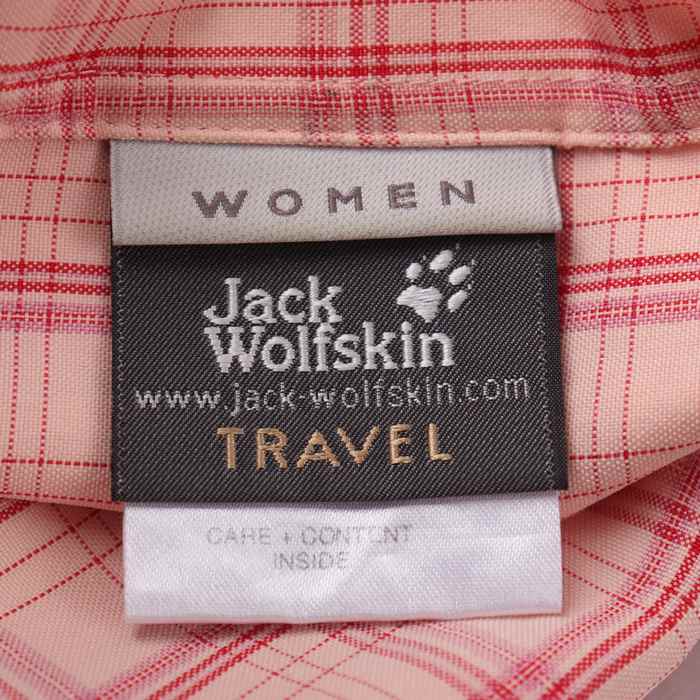 WOMEN
Jack
Wolfskin
www.jack-wolfskin.com
TRAVEL
CARE + CONTENT
INSIDE